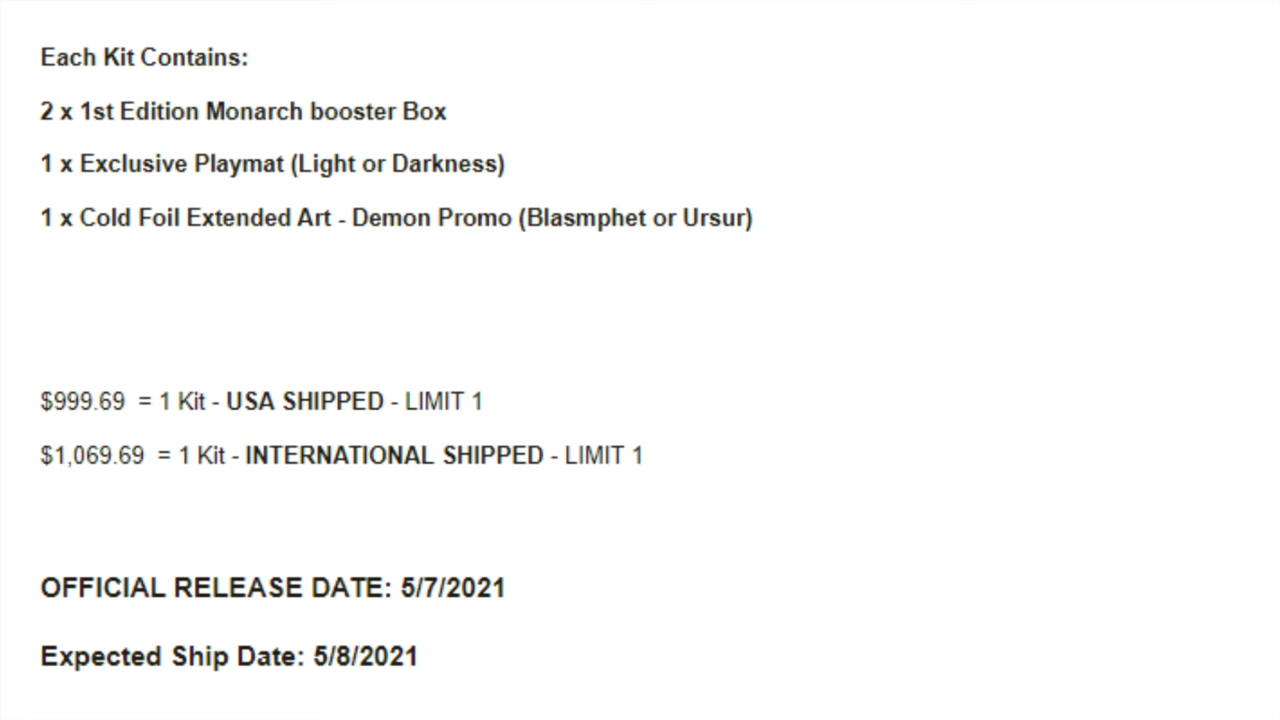 Each Kit Contains:
2 x 1st Edition Monarch booster Box
1 x Exclusive Playmat (Light or Darkness)
1 x Cold Foil Extended Art - Demon Promo (Blasmphet or Ursur)
$999.69 = 1 Kit - USA SHIPPED - LIMIT 1
$1,069.69 = 1 Kit - INTERNATIONAL SHIPPED - LIMIT 1
OFFICIAL RELEASE DATE: 5/7/2021
Expected Ship Date: 5/8/2021